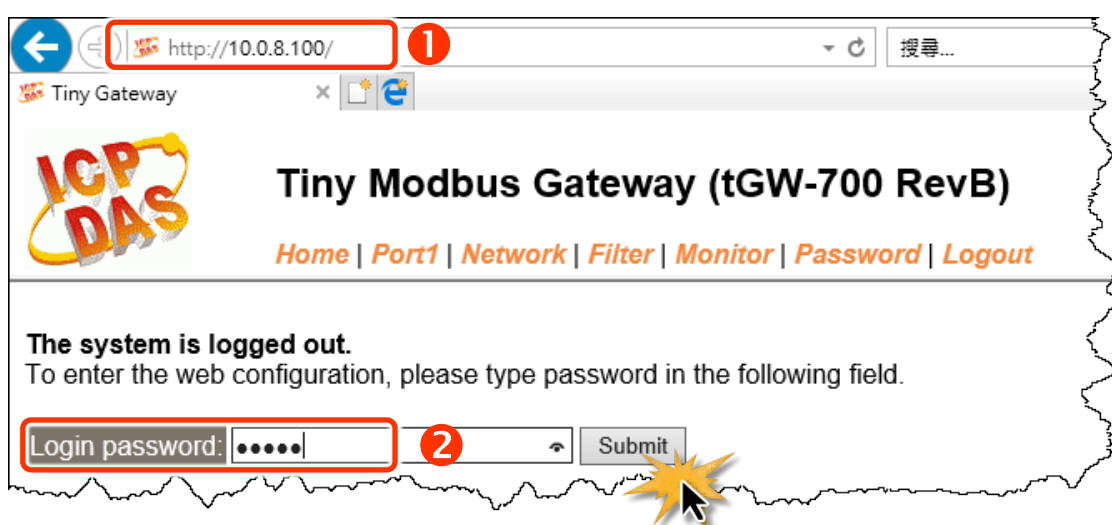 http://10.0.8.100/ 1 搜尋...
Tiny Gateway
ICP DAS
Tiny Modbus Gateway (tGW-700 RevB)
Home | Port1 | Network | Filter | Monitor | Password | Logout
The system is logged out.
To enter the web configuration, please type password in the following field.
Login password: ••••• 2 Submit